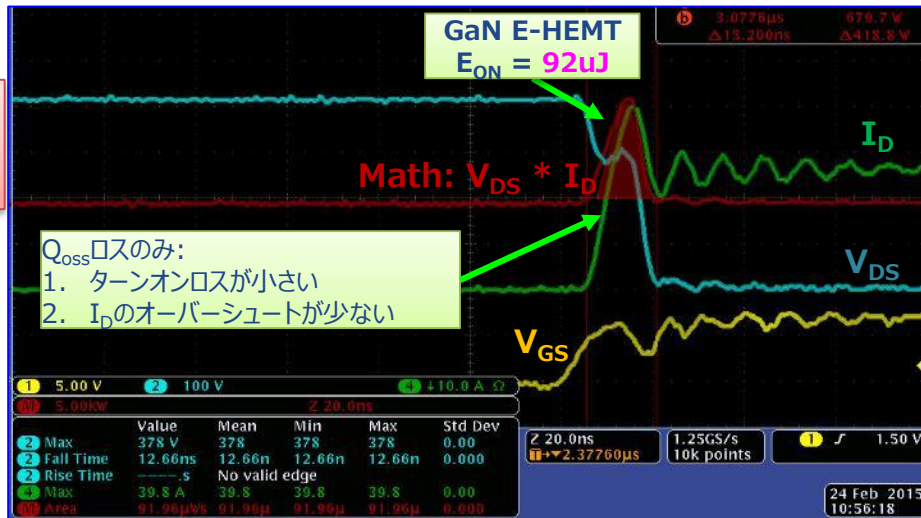 b 3.0776µs 679.7 W
△15.200ns △418.8 W
GaN E-HEMT
EON = 92uJ
ID
Math: VDS * ID
Qossロスのみ:
1. ターンオンロスが小さい
2. IDのオーバーシュートが少ない
VDS
VGS
1 5.00 V 2 100 V 4 ↓10.0 A Ω
M 5.00kW Z 20.0ns
Value Mean Min Max Std Dev
2 Max 378 V 378 378 378 0.00
2 Fall Time 12.66ns 12.66n 12.66n 12.66n 0.000
2 Rise Time ----.s No valid edge
4 Max 39.8 A 39.8 39.8 39.8 0.00
M Area 91.96µWs 91.96µ 91.96µ 91.96µ 0.000
Z 20.0ns 1.25GS/s 1 1.50 V
T→▼2.37760µs 10k points
24 Feb 2015
10:56:18